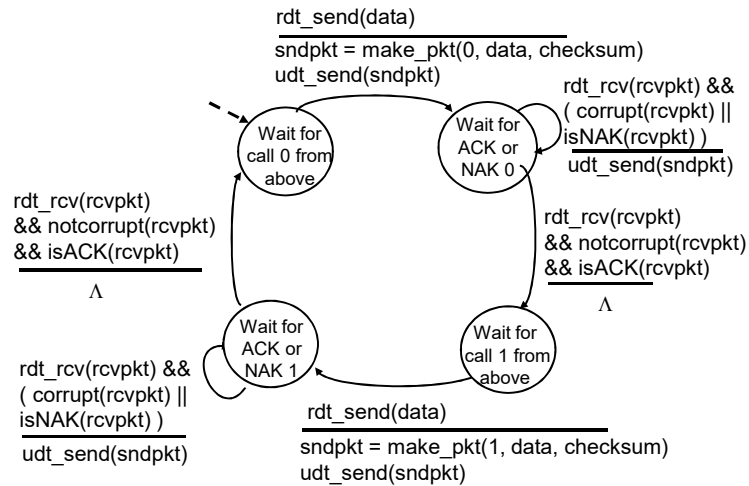 rdt_send(data)
sndpkt = make_pkt(0, data, checksum)
udt_send(sndpkt)
Wait for
call 0 from
above
Wait for
ACK or
NAK 0
rdt_rcv(rcvpkt) &&
( corrupt(rcvpkt) ||
isNAK(rcvpkt) )
udt_send(sndpkt)
rdt_rcv(rcvpkt)
&& notcorrupt(rcvpkt)
&& isACK(rcvpkt)
Λ
rdt_rcv(rcvpkt)
&& notcorrupt(rcvpkt)
&& isACK(rcvpkt)
Λ
Wait for
ACK or
NAK 1
Wait for
call 1 from
above
rdt_rcv(rcvpkt) &&
( corrupt(rcvpkt) ||
isNAK(rcvpkt) )
udt_send(sndpkt)
rdt_send(data)
sndpkt = make_pkt(1, data, checksum)
udt_send(sndpkt)